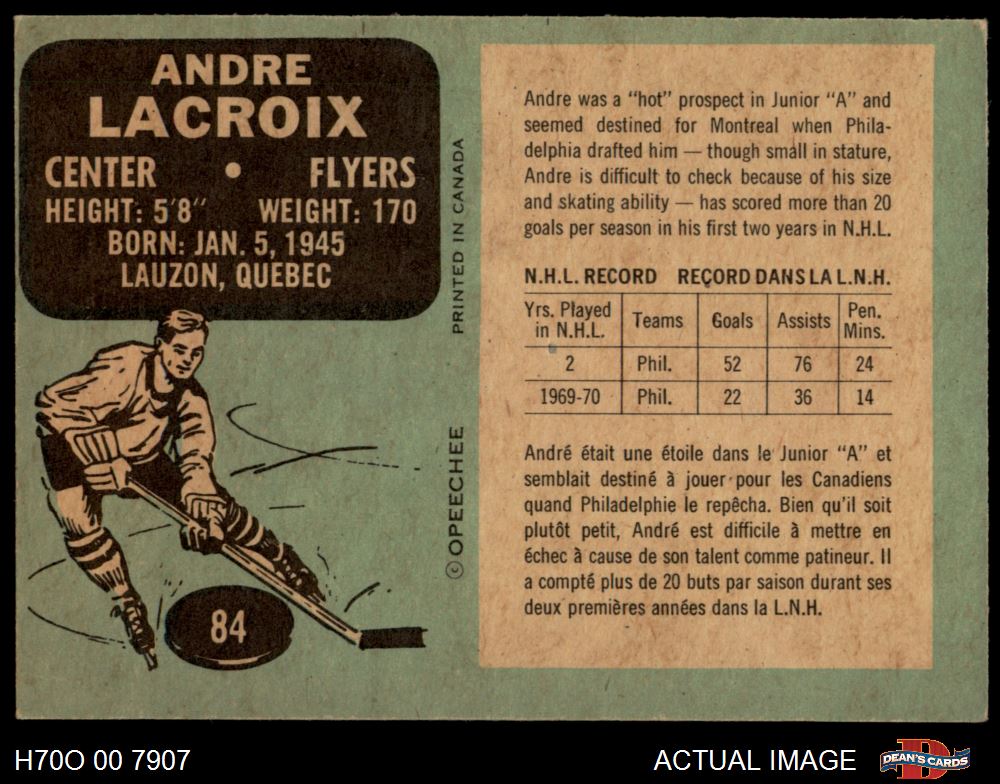 ANDRE
LACROIX
CENTER • FLYERS
HEIGHT: 5'8" WEIGHT: 170
BORN: JAN. 5, 1945
LAUZON, QUEBEC
84
PRINTED IN CANADA
© OPEECHEE
Andre was a "hot" prospect in Junior "A" and
seemed destined for Montreal when Phila-
delphia drafted him — though small in stature,
Andre is difficult to check because of his size
and skating ability — has scored more than 20
goals per season in his first two years in N.H.L.
N.H.L. RECORD REÇORD DANS LA L.N.H.
Yrs. Played in N.H.L. Teams Goals Assists Pen. Mins.
2 Phil. 52 76 24
1969-70 Phil. 22 36 14
André était une étoile dans le Junior "A" et
semblait destiné à jouer pour les Canadiens
quand Philadelphie le repêcha. Bien qu'il soit
plutôt petit, André est difficile à mettre en
échec à cause de son talent comme patineur. Il
a compté plus de 20 buts par saison durant ses
deux premières années dans la L.N.H.
H70O 00 7907
ACTUAL IMAGE
DEAN'S CARDS